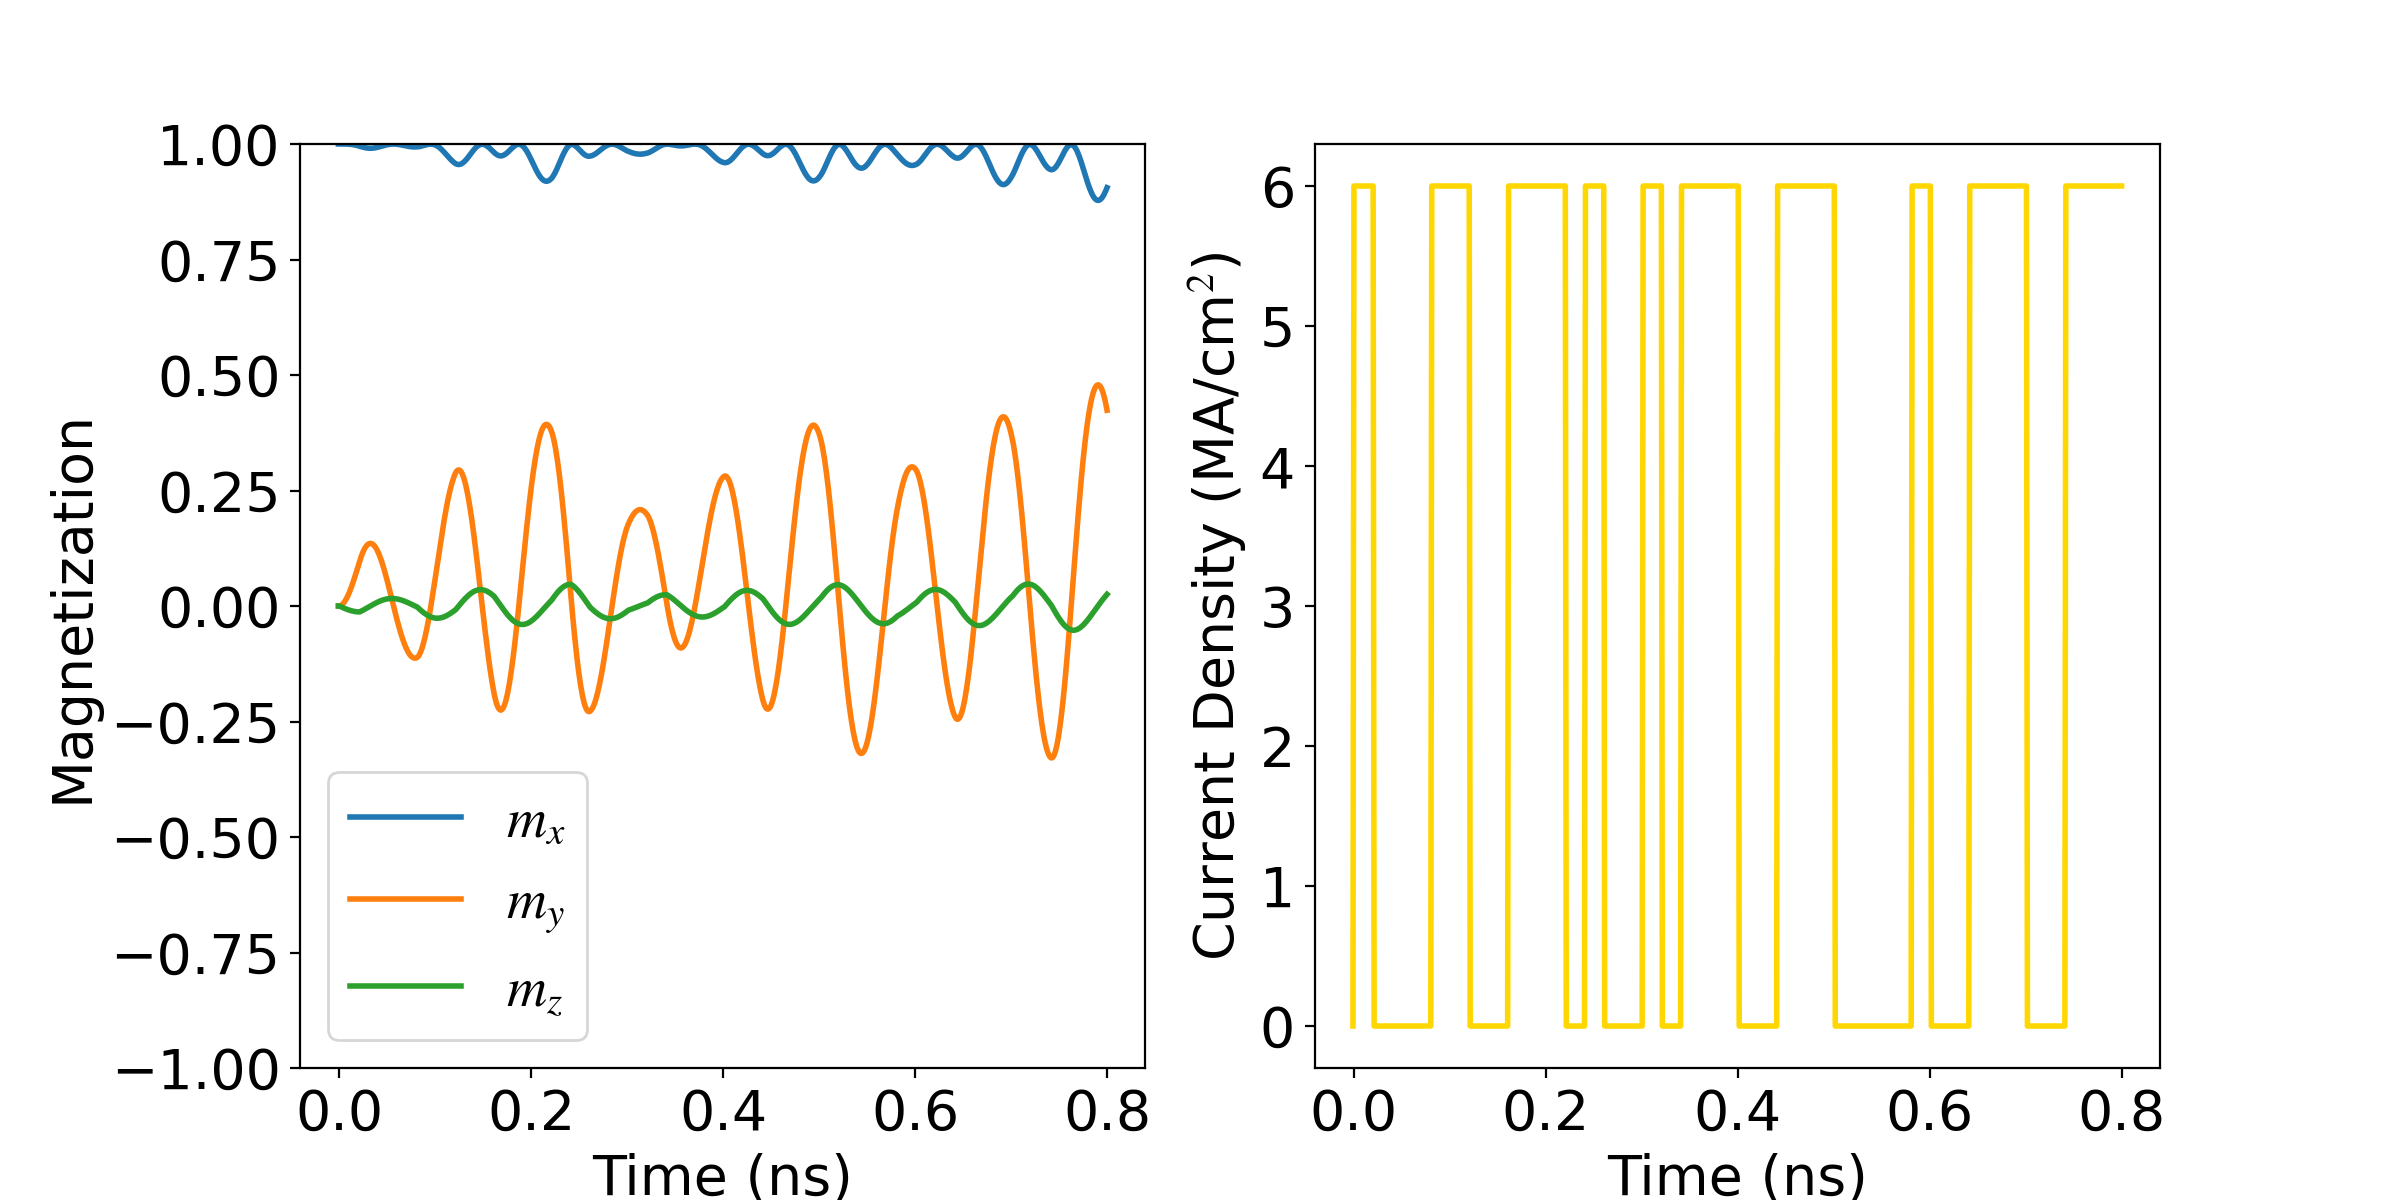 Magnetization
1.00
0.75
0.50
0.25
0.00
−0.25
−0.50
−0.75
−1.00
m_x
m_y
m_z
0.0 0.2 0.4 0.6 0.8
Time (ns)
Current Density (MA/cm²)
6
5
4
3
2
1
0
0.0 0.2 0.4 0.6 0.8
Time (ns)